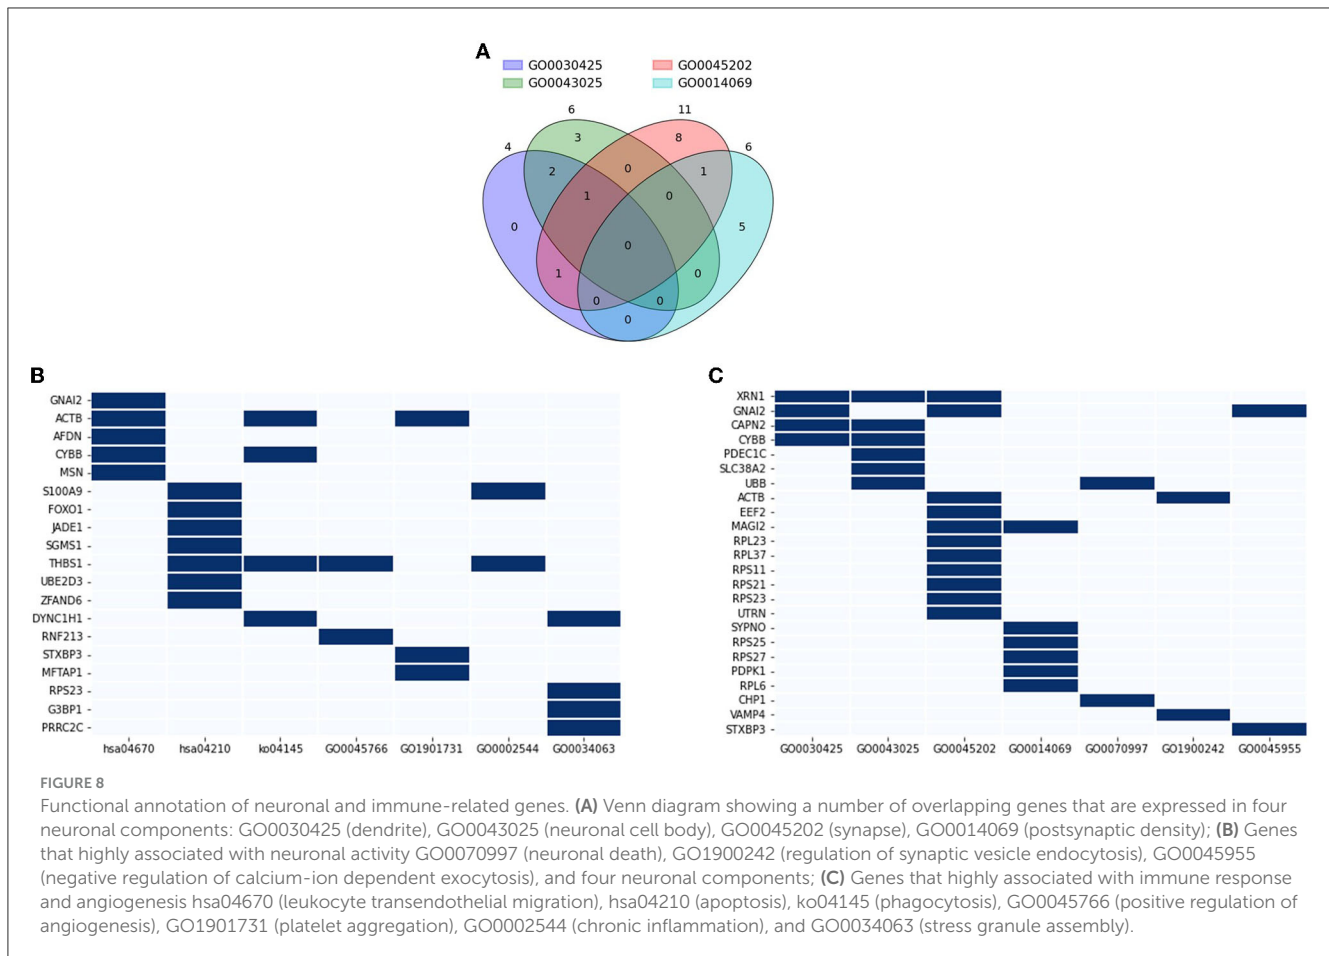 A
GO0030425
GO0045202
GO0043025
GO0014069
6
11
4
3
8
6
2
0
1
1
0
0
5
0
1
0
0
0
0
B
GNAI2
ACTB
AFDN
CYBB
MSN
S100A9
FOXO1
JADE1
SGMS1
THBS1
UBE2D3
ZFAND6
DYNC1H1
RNF213
STXBP3
MFTAP1
RPS23
G3BP1
PRRC2C
hsa04670 hsa04210 ko04145 GO0045766 GO1901731 GO0002544 GO0034063
C
XRN1
GNAI2
CAPN2
CYBB
PDEC1C
SLC38A2
UBB
ACTB
EEF2
MAGI2
RPL23
RPL37
RPS11
RPS21
RPS23
UTRN
SYPNO
RPS25
RPS27
PDPK1
RPL6
CHP1
VAMP4
STXBP3
GO0030425 GO0043025 GO0045202 GO0014069 GO0070997 GO1900242 GO0045955
FIGURE 8
Functional annotation of neuronal and immune-related genes. (A) Venn diagram showing a number of overlapping genes that are expressed in four
neuronal components: GO0030425 (dendrite), GO0043025 (neuronal cell body), GO0045202 (synapse), GO0014069 (postsynaptic density); (B) Genes
that highly associated with neuronal activity GO0070997 (neuronal death), GO1900242 (regulation of synaptic vesicle endocytosis), GO0045955
(negative regulation of calcium-ion dependent exocytosis), and four neuronal components; (C) Genes that highly associated with immune response
and angiogenesis hsa04670 (leukocyte transendothelial migration), hsa04210 (apoptosis), ko04145 (phagocytosis), GO0045766 (positive regulation of
angiogenesis), GO1901731 (platelet aggregation), GO0002544 (chronic inflammation), and GO0034063 (stress granule assembly).